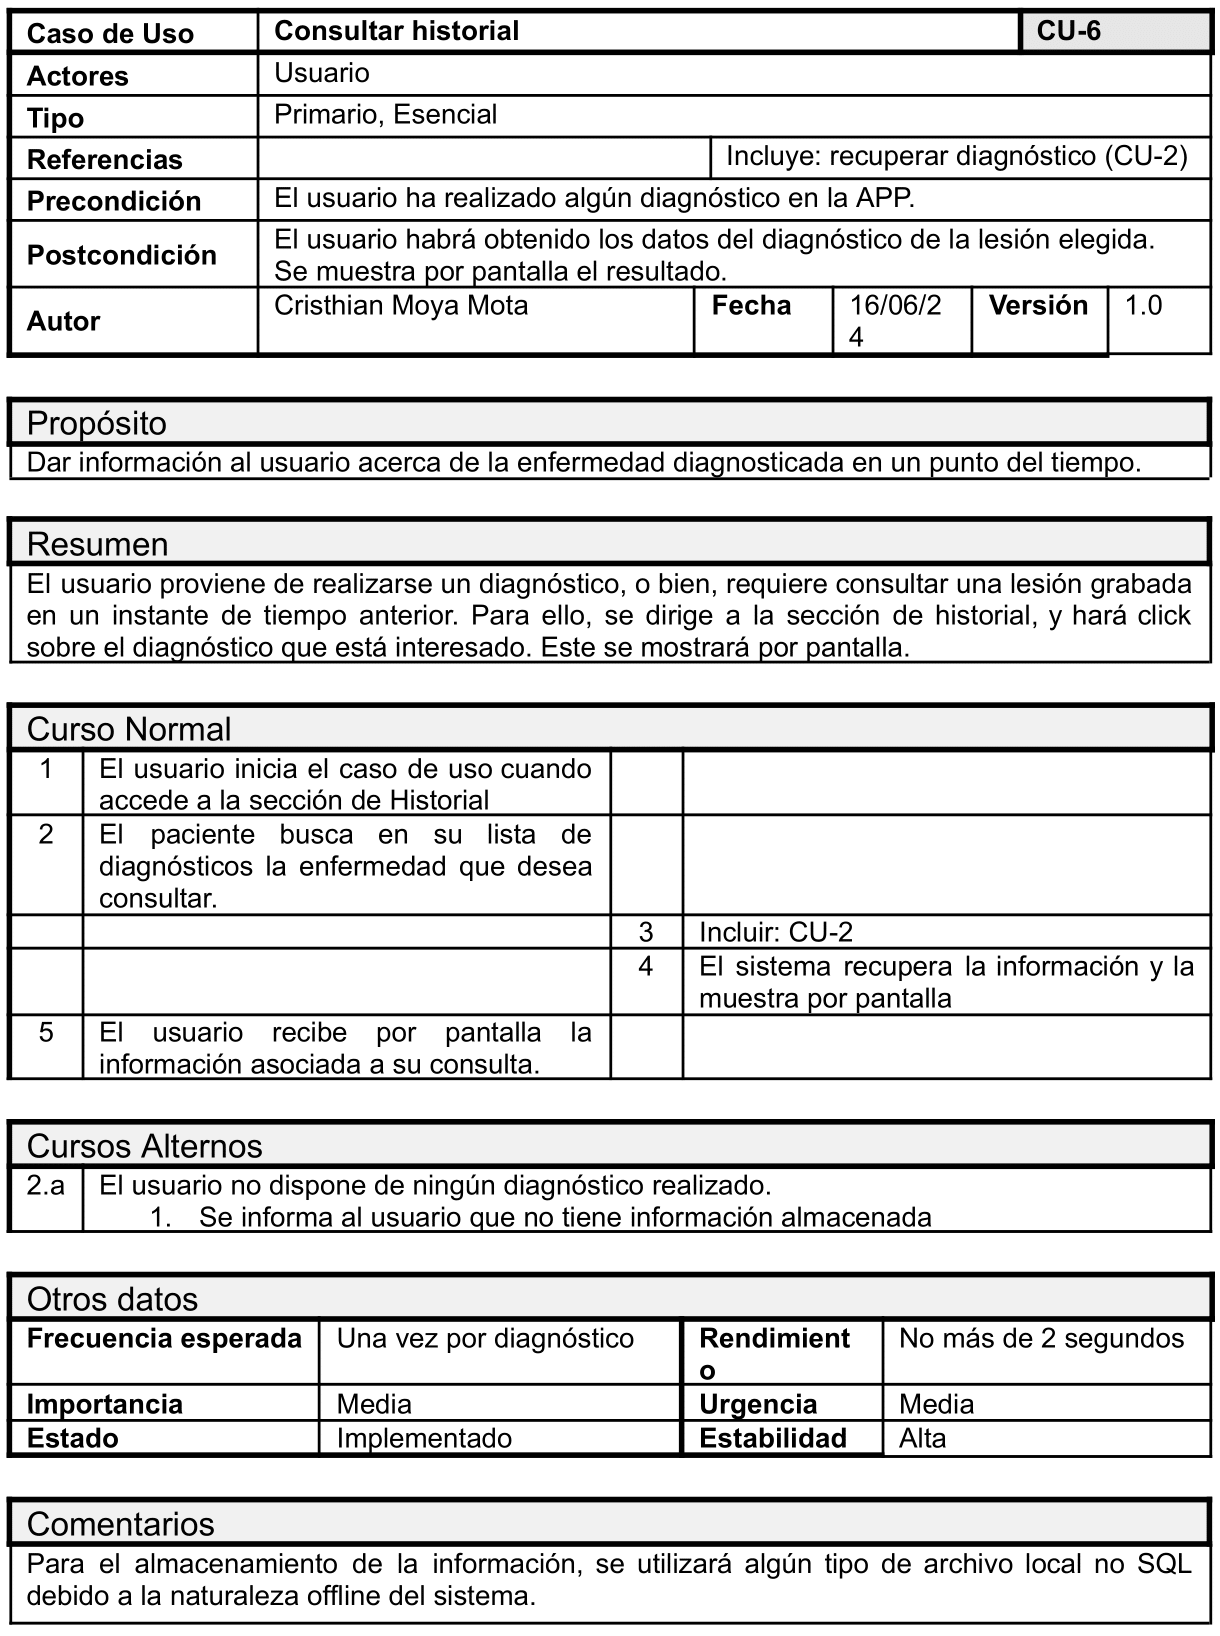 Caso de Uso Consultar historial CU-6
Actores Usuario
Tipo Primario, Esencial
Referencias Incluye: recuperar diagnóstico (CU-2)
Precondición El usuario ha realizado algún diagnóstico en la APP.
Postcondición El usuario habrá obtenido los datos del diagnóstico de la lesión elegida.
Se muestra por pantalla el resultado.
Autor Cristhian Moya Mota Fecha 16/06/2 Versión 1.0
4
Propósito
Dar información al usuario acerca de la enfermedad diagnosticada en un punto del tiempo.
Resumen
El usuario proviene de realizarse un diagnóstico, o bien, requiere consultar una lesión grabada
en un instante de tiempo anterior. Para ello, se dirige a la sección de historial, y hará click
sobre el diagnóstico que está interesado. Este se mostrará por pantalla.
Curso Normal
1 El usuario inicia el caso de uso cuando
accede a la sección de Historial
2 El paciente busca en su lista de
diagnósticos la enfermedad que desea
consultar.
3 Incluir: CU-2
4 El sistema recupera la información y la
muestra por pantalla
5 El usuario recibe por pantalla la
información asociada a su consulta.
Cursos Alternos
2.a El usuario no dispone de ningún diagnóstico realizado.
1. Se informa al usuario que no tiene información almacenada
Otros datos
Frecuencia esperada Una vez por diagnóstico Rendimient No más de 2 segundos
o
Importancia Media Urgencia Media
Estado Implementado Estabilidad Alta
Comentarios
Para el almacenamiento de la información, se utilizará algún tipo de archivo local no SQL
debido a la naturaleza offline del sistema.